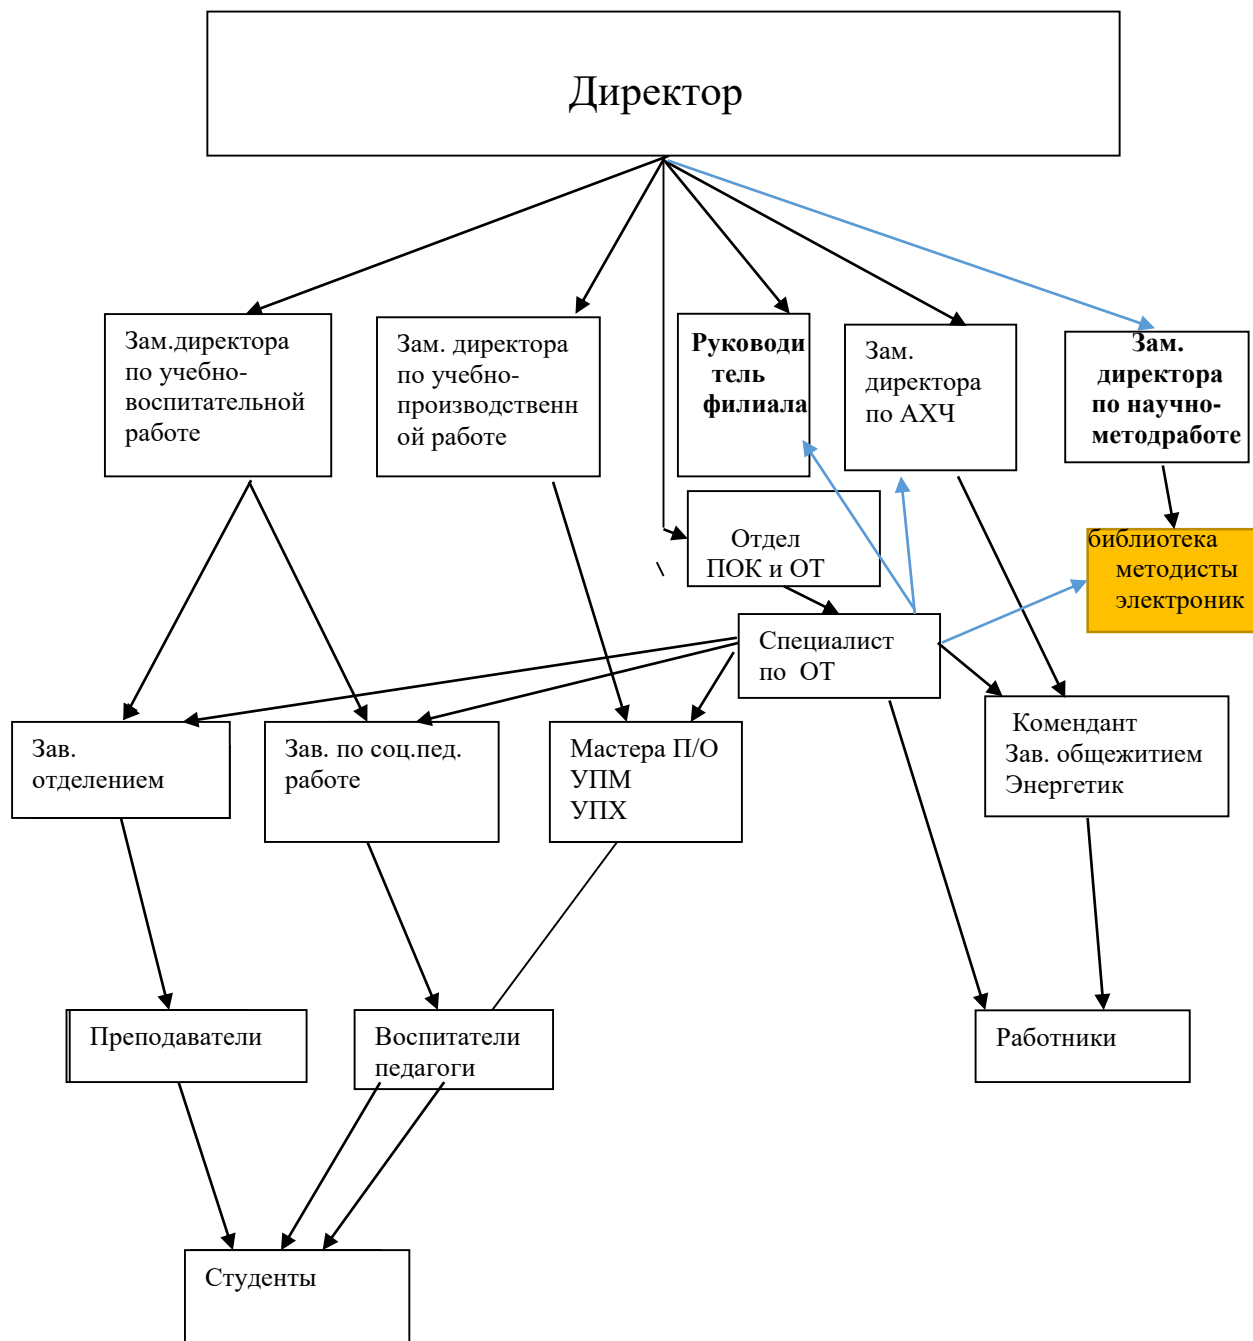 Директор
Зам.директора
по учебно-
воспитательной
работе
Зам. директора
по учебно-
производственн
ой работе
Руководи
тель
филиала
Зам.
директора
по АХЧ
Зам.
директора
по научно-
методработе
Отдел
ПОК и ОТ
\
библиотека
методисты
электроник
Специалист
по ОТ
Зав.
отделением
Зав. по соц.пед.
работе
Мастера П/О
УПМ
УПХ
Комендант
Зав. общежитием
Энергетик
Преподаватели
Воспитатели
педагоги
Работники
Студенты